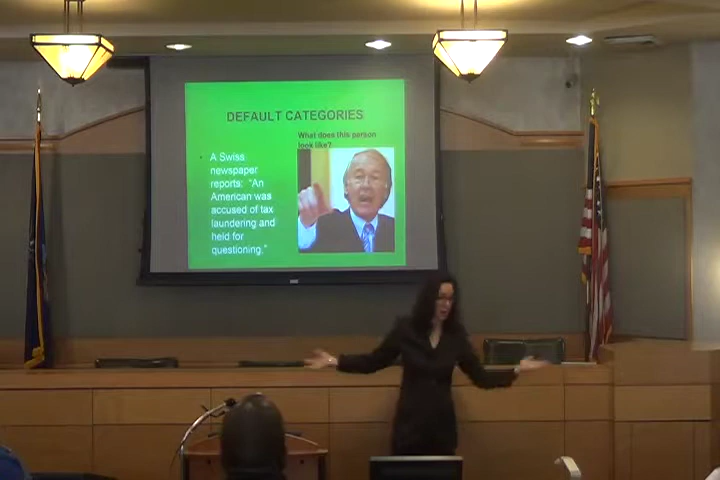 DEFAULT CATEGORIES
What does this person
look like?
• A Swiss
newspaper
reports: "An
American was
accused of tax
laundering and
held for
questioning."